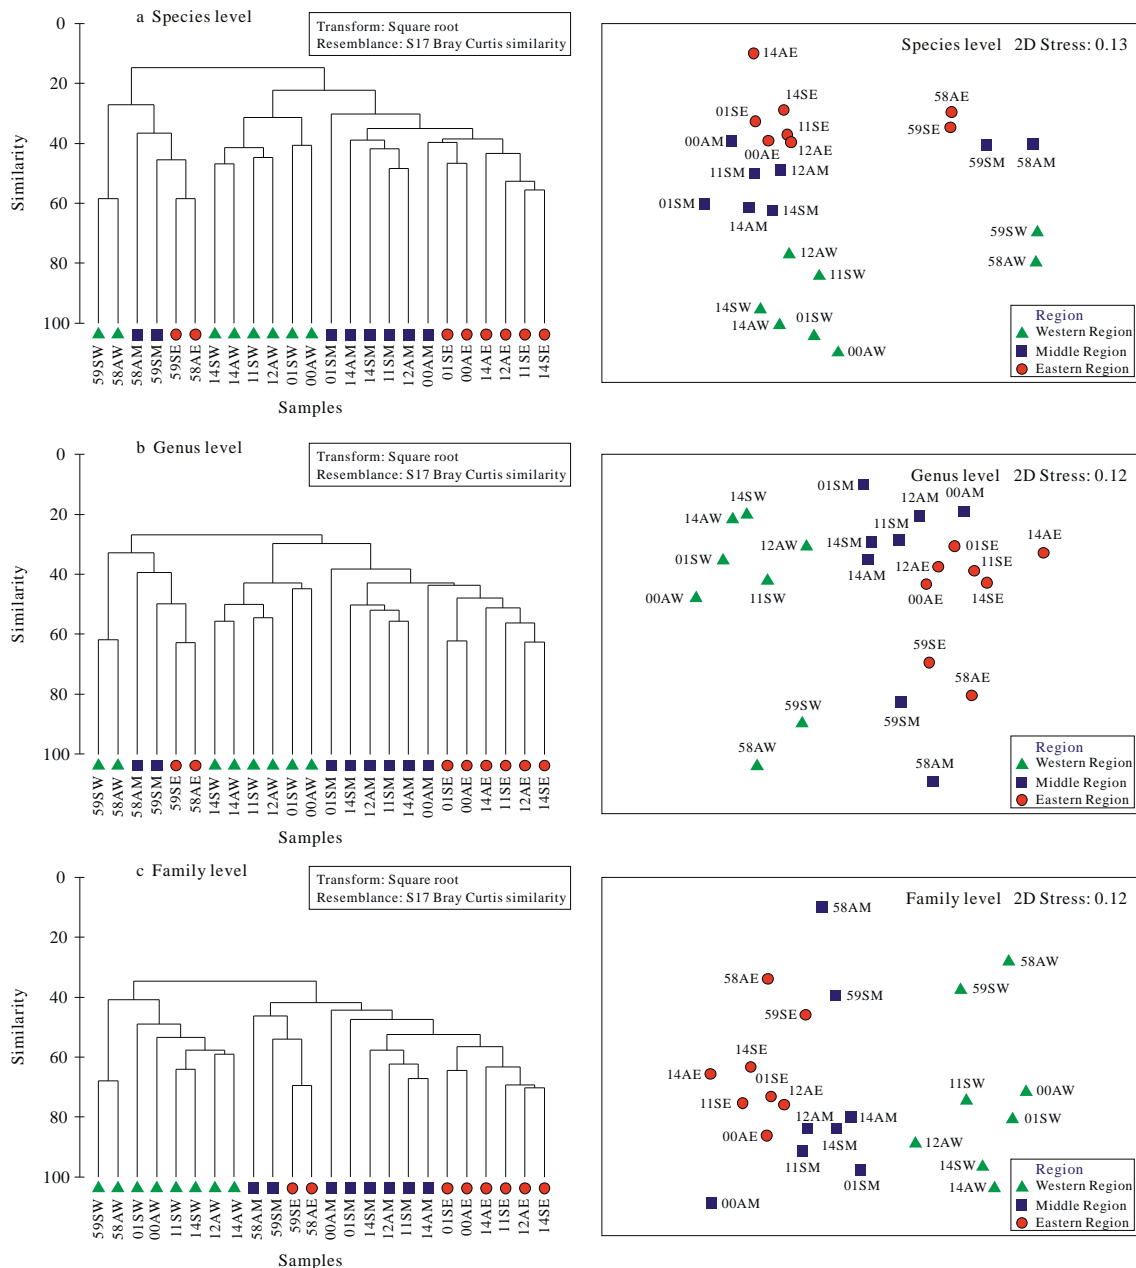 a Species level
Transform: Square root
Resemblance: S17 Bray Curtis similarity
0
20
40
60
80
100
Similarity
59SW
58AW
58AM
59SM
59SE
58AE
14SW
14AW
11SW
12AW
01SW
00AW
01SM
14AM
14SM
11SM
12AM
00AM
01SE
00AE
14AE
12AE
11SE
14SE
Samples
Species level 2D Stress: 0.13
14AE
14SE
01SE
11SE
00AM
00AE
12AE
11SM
12AM
01SM
14AM
14SM
12AW
11SW
14SW
14AW
01SW
00AW
58AE
59SE
59SM
58AM
59SW
58AW
Region
Western Region
Middle Region
Eastern Region
b Genus level
Transform: Square root
Resemblance: S17 Bray Curtis similarity
0
20
40
60
80
100
Similarity
59SW
58AW
58AM
59SM
59SE
58AE
14SW
14AW
11SW
12AW
01SW
00AW
01SM
14SM
12AM
11SM
14AM
00AM
01SE
00AE
14AE
11SE
12AE
14SE
Samples
Genus level 2D Stress: 0.12
01SM
12AM
00AM
14SW
14AW
11SM
14SM
12AW
01SW
14AM
01SE
14AE
12AE
11SE
00AW
11SW
00AE
14SE
59SE
58AE
59SW
59SM
58AW
58AM
Region
Western Region
Middle Region
Eastern Region
c Family level
Transform: Square root
Resemblance: S17 Bray Curtis similarity
0
20
40
60
80
100
Similarity
59SW
58AW
01SW
00AW
11SW
14SW
12AW
14AW
58AM
59SM
59SE
58AE
00AM
01SM
14SM
12AM
11SM
14AM
01SE
00AE
14AE
11SE
12AE
14SE
Samples
Family level 2D Stress: 0.12
58AM
58AW
58AE
59SM
59SW
59SE
14SE
14AE
01SE
11SE
12AE
12AM
14AM
00AE
14SM
11SM
01SM
00AM
11SW
00AW
01SW
12AW
14SW
14AW
Region
Western Region
Middle Region
Eastern Region